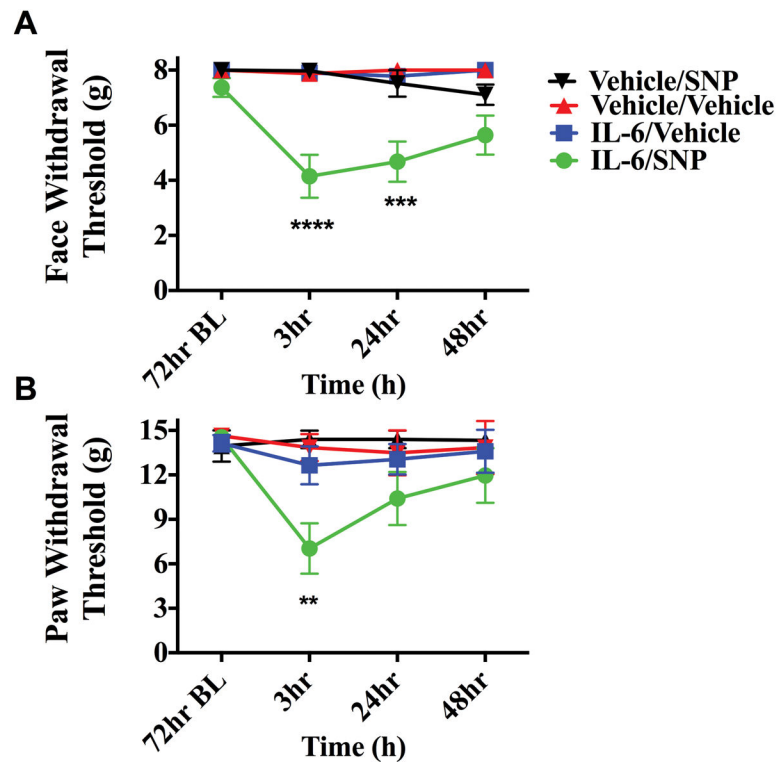 A
Face Withdrawal
Threshold (g)
8
6
4
2
0
****
***
72hr BL
3hr
24hr
48hr
Time (h)
Vehicle/SNP
Vehicle/Vehicle
IL-6/Vehicle
IL-6/SNP
B
Paw Withdrawal
Threshold (g)
15
12
9
6
3
0
**
72hr BL
3hr
24hr
48hr
Time (h)